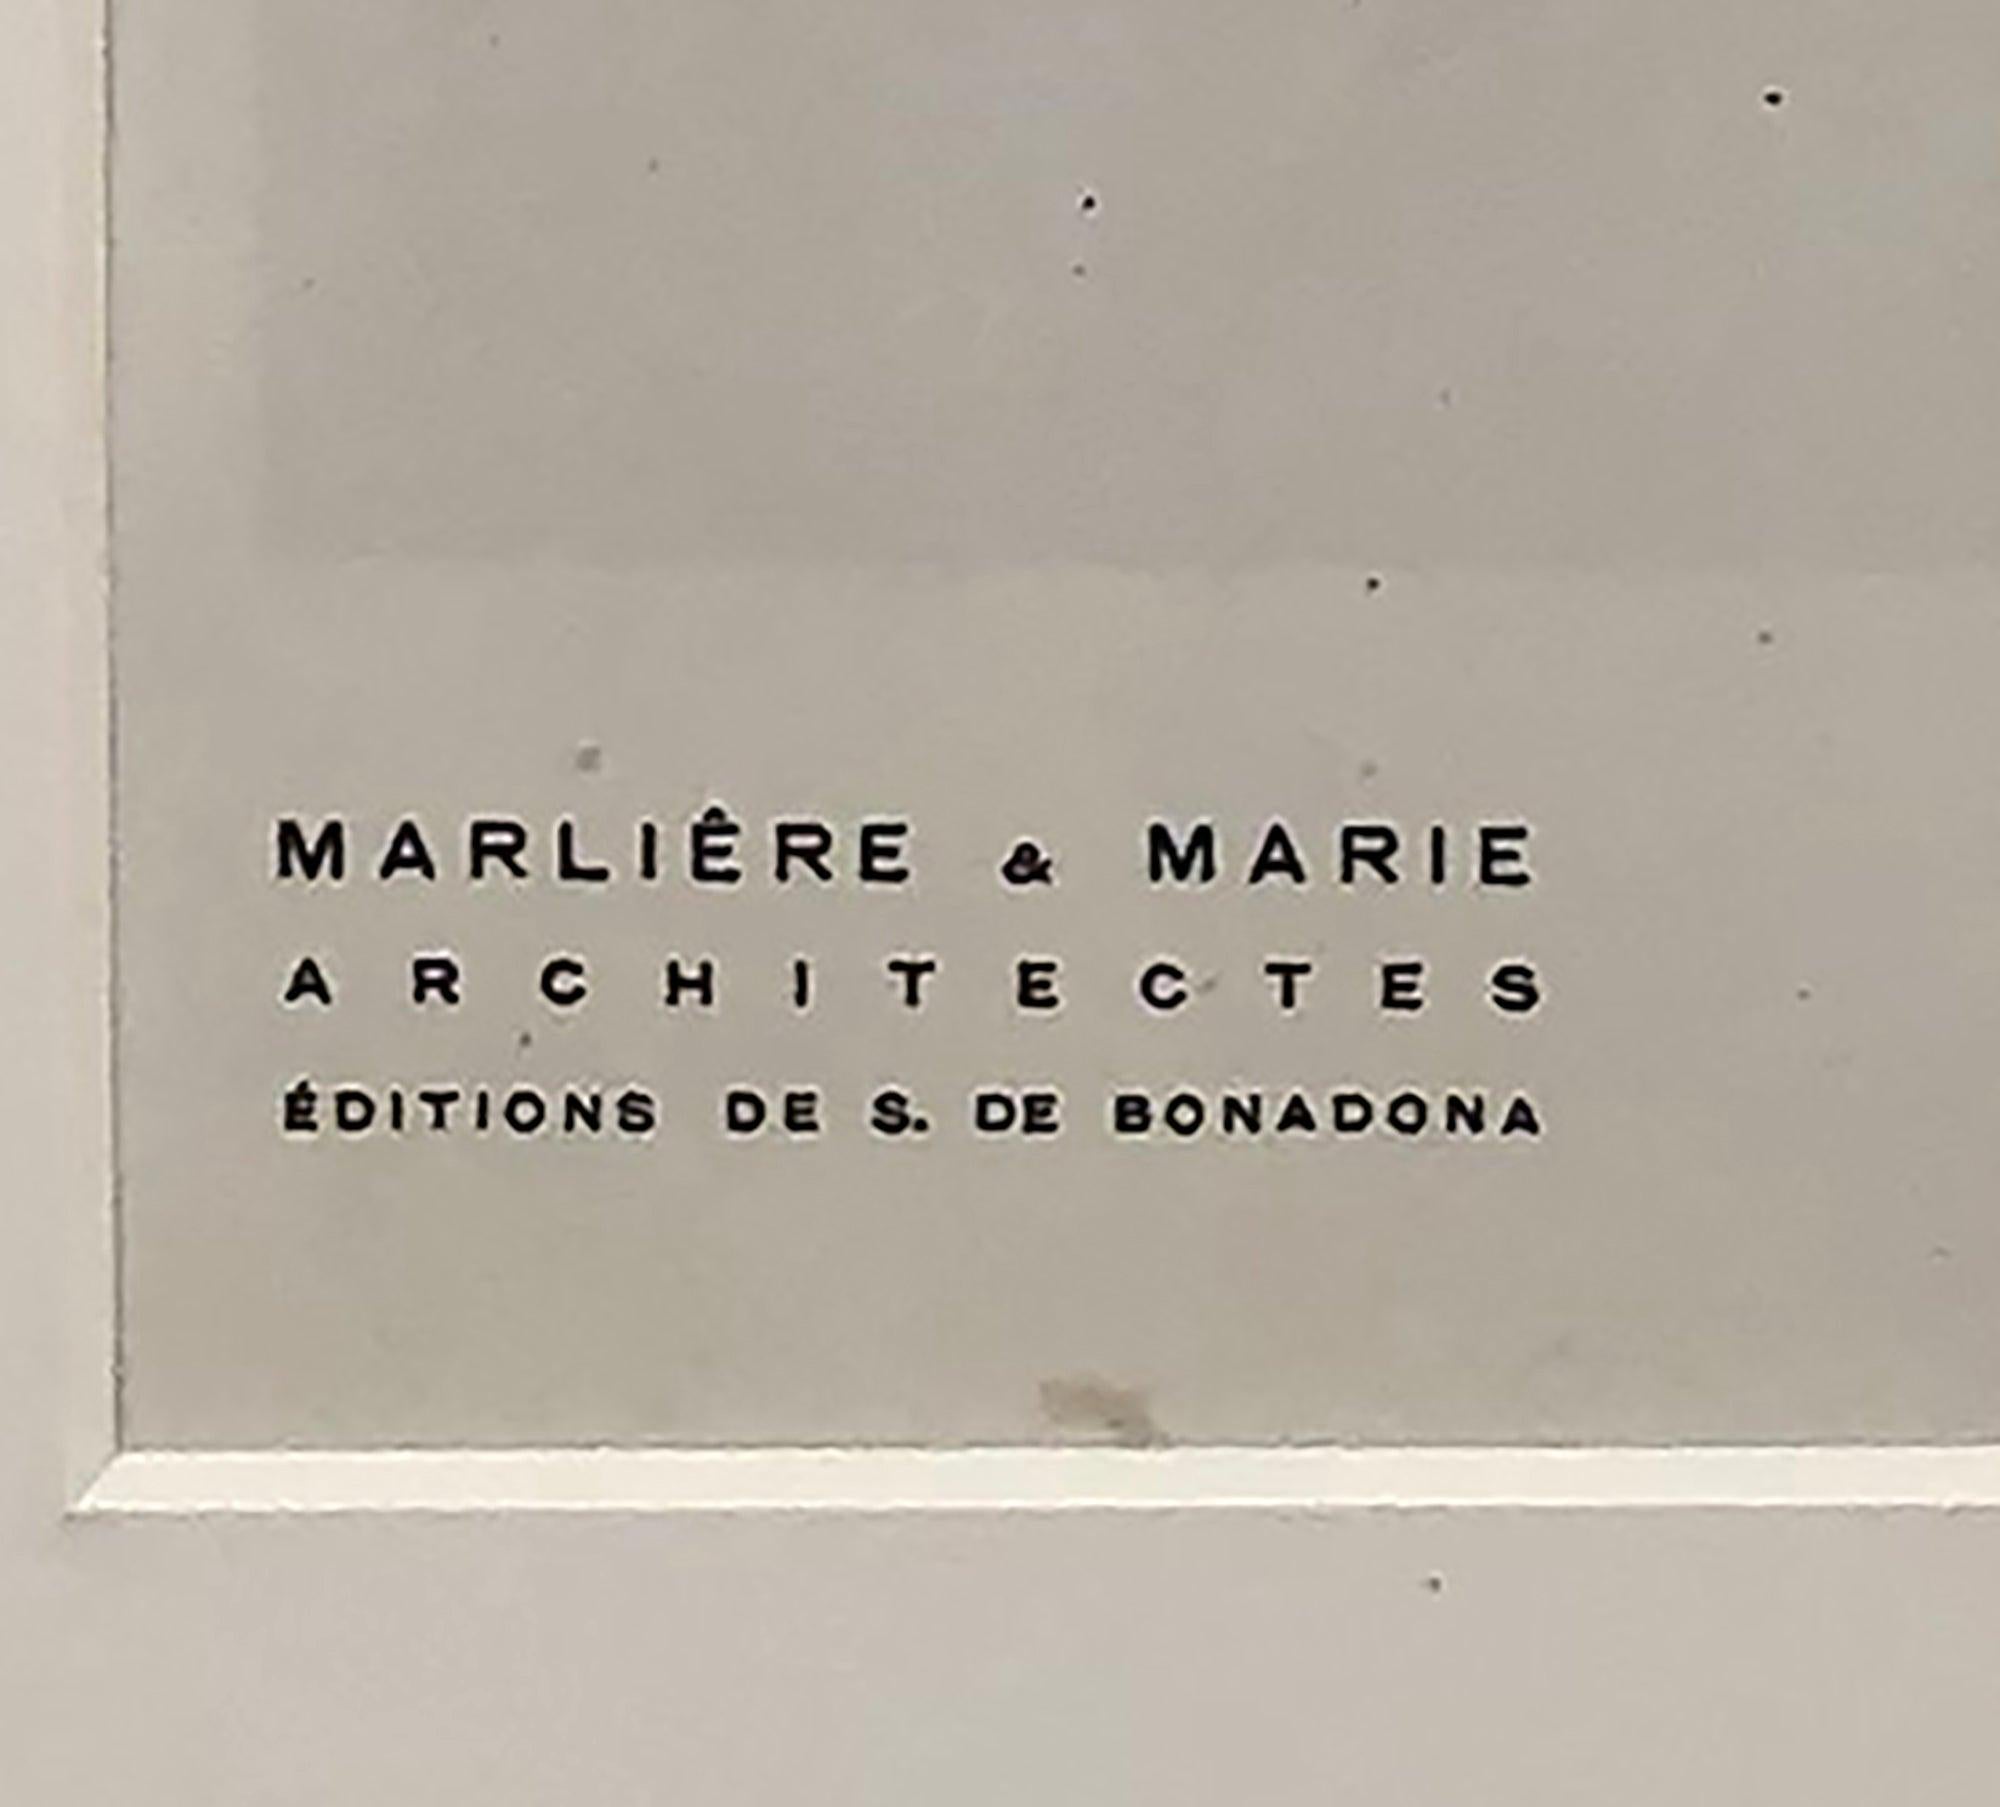 MARLIÊRE & MARIE
ARCHITECTES
ÉDITIONS DE S. DE BONADONA